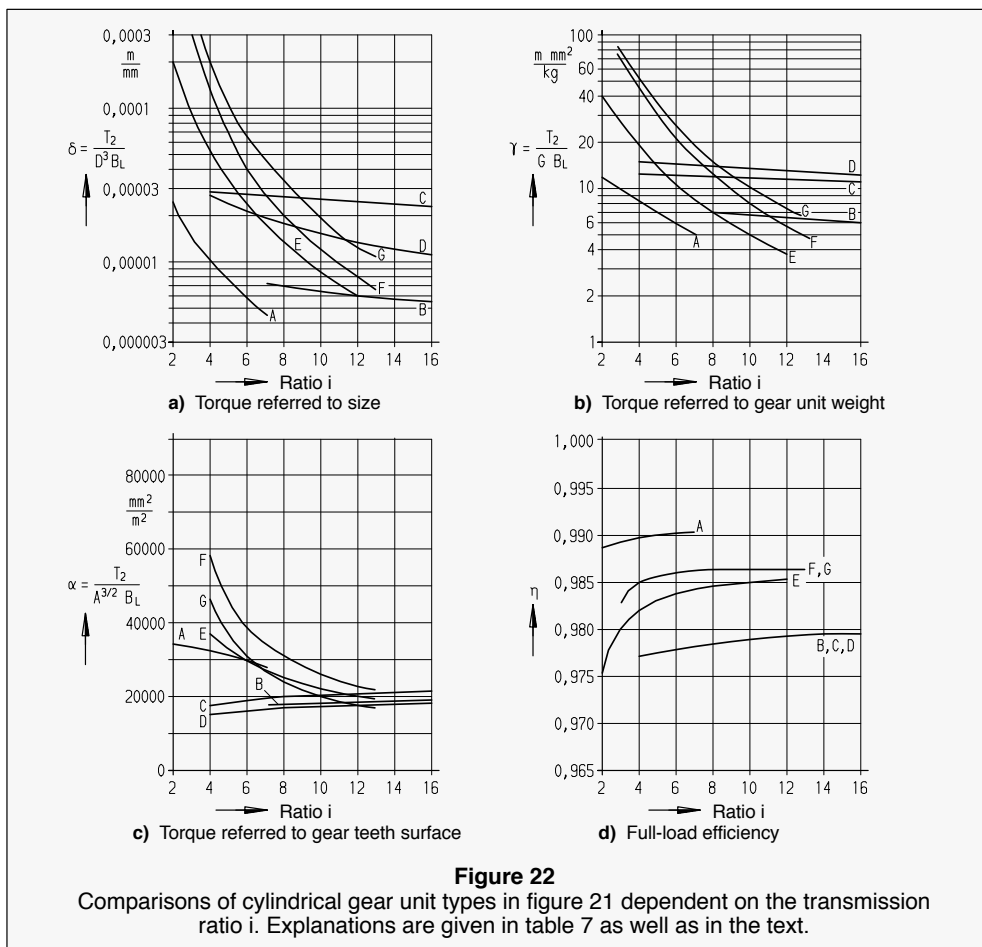 0,0003
m
mm
0,0001
δ = T₂ / D³ B_L
0,00003
0,00001
0,000003
2 4 6 8 10 12 14 16
Ratio i
A
B
C
D
E
F
G
a) Torque referred to size
100
m mm²
kg
60
40
20
γ = T₂ / G B_L
10
6
4
2
1
2 4 6 8 10 12 14 16
Ratio i
D
C
G
B
A
F
E
b) Torque referred to gear unit weight
80000
mm²
m²
60000
α = T₂ / A^3/2 B_L
40000
20000
0
2 4 6 8 10 12 14 16
Ratio i
F
G
A
E
B
C
D
c) Torque referred to gear teeth surface
1,000
0,995
0,990
0,985
η
0,980
0,975
0,970
0,965
2 4 6 8 10 12 14 16
Ratio i
A
F,G
E
B,C,D
d) Full-load efficiency
Figure 22
Comparisons of cylindrical gear unit types in figure 21 dependent on the transmission
ratio i. Explanations are given in table 7 as well as in the text.